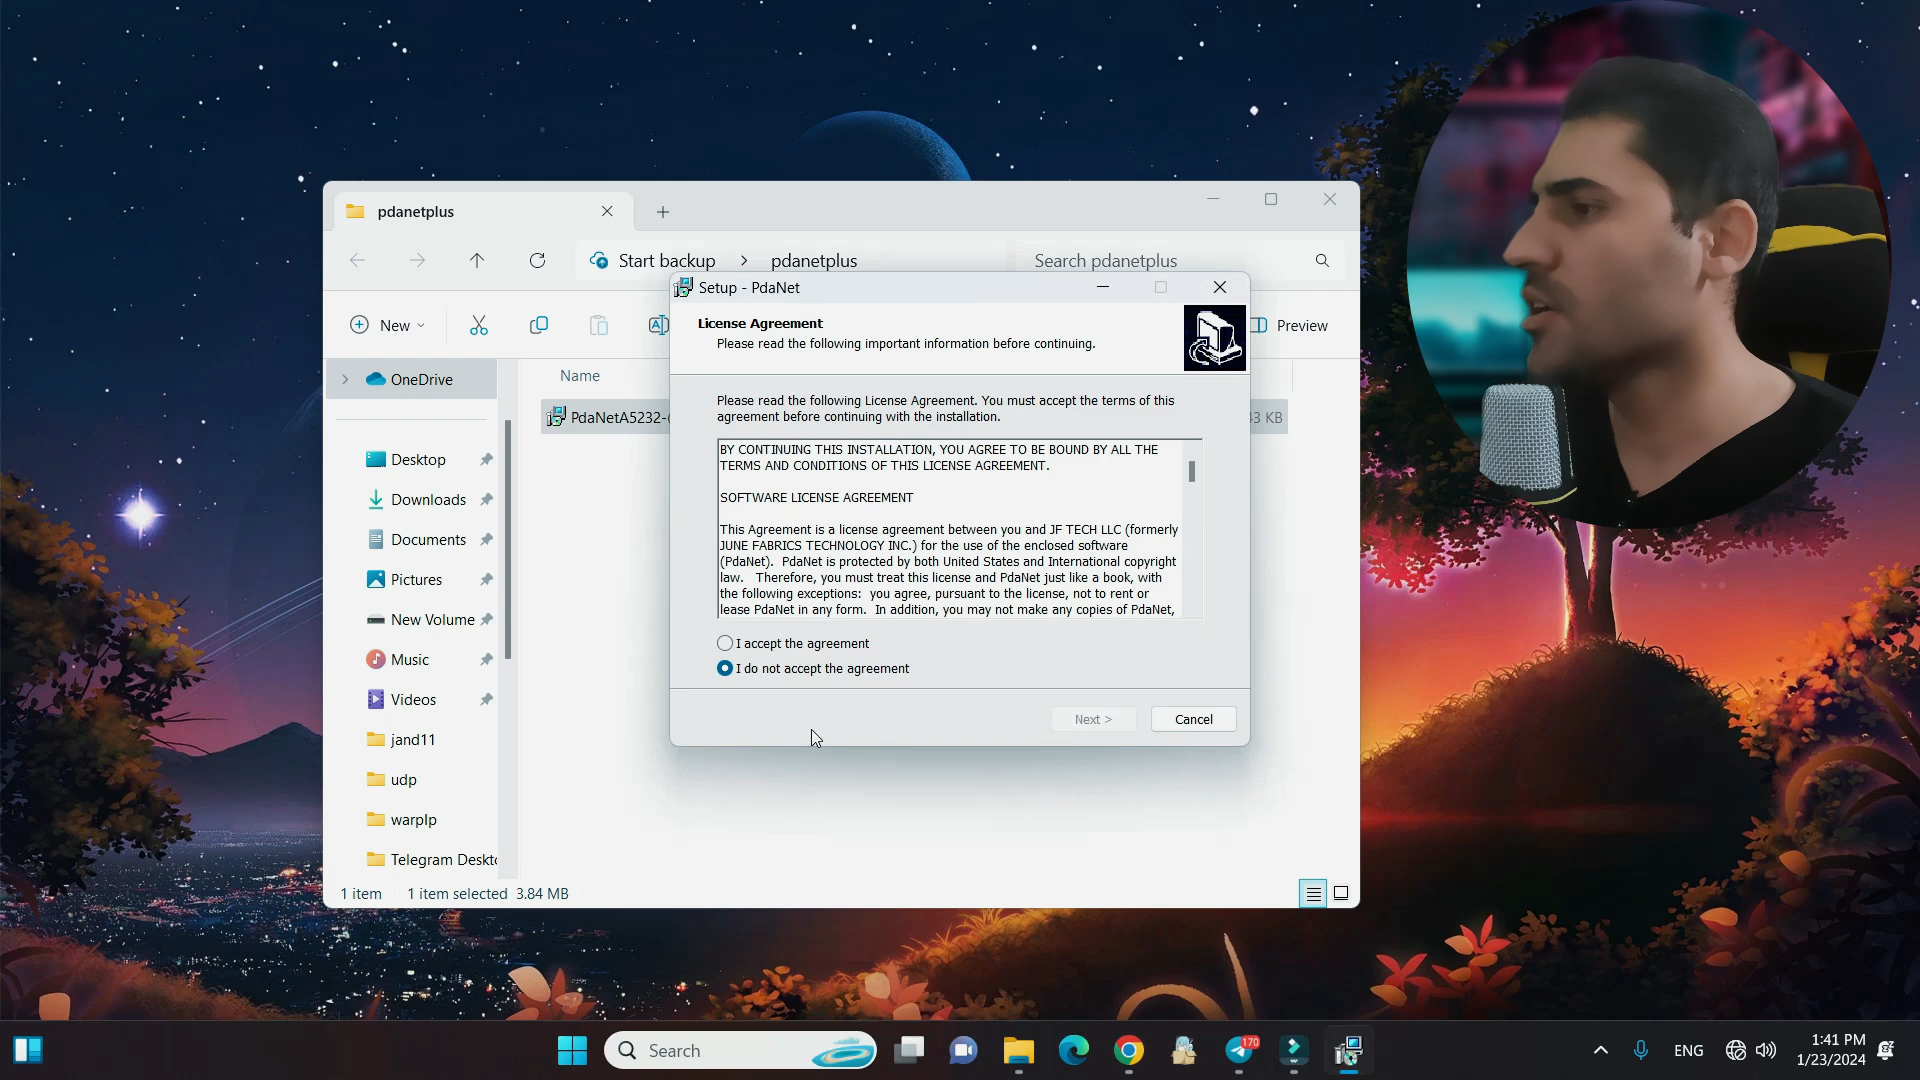 pdanetplus
Start backup
pdanetplus
Search pdanetplus
New
Preview
OneDrive
Desktop
Downloads
Documents
Pictures
New Volume
Music
Videos
jand11
udp
warplp
Telegram Deskto
Name
PdaNetA5232-
KB
1 item
1 item selected 3.84 MB
Setup - PdaNet
License Agreement
Please read the following important information before continuing.
Please read the following License Agreement. You must accept the terms of this
agreement before continuing with the installation.
BY CONTINUING THIS INSTALLATION, YOU AGREE TO BE BOUND BY ALL THE
TERMS AND CONDITIONS OF THIS LICENSE AGREEMENT.
SOFTWARE LICENSE AGREEMENT
This Agreement is a license agreement between you and JF TECH LLC (formerly
JUNE FABRICS TECHNOLOGY INC.) for the use of the enclosed software
(PdaNet). PdaNet is protected by both United States and International copyright
law. Therefore, you must treat this license and PdaNet just like a book, with
the following exceptions: you agree, pursuant to the license, not to rent or
lease PdaNet in any form. In addition, you may not make any copies of PdaNet,
I accept the agreement
I do not accept the agreement
Next >
Cancel
Search
170
ENG
1:41 PM
1/23/2024